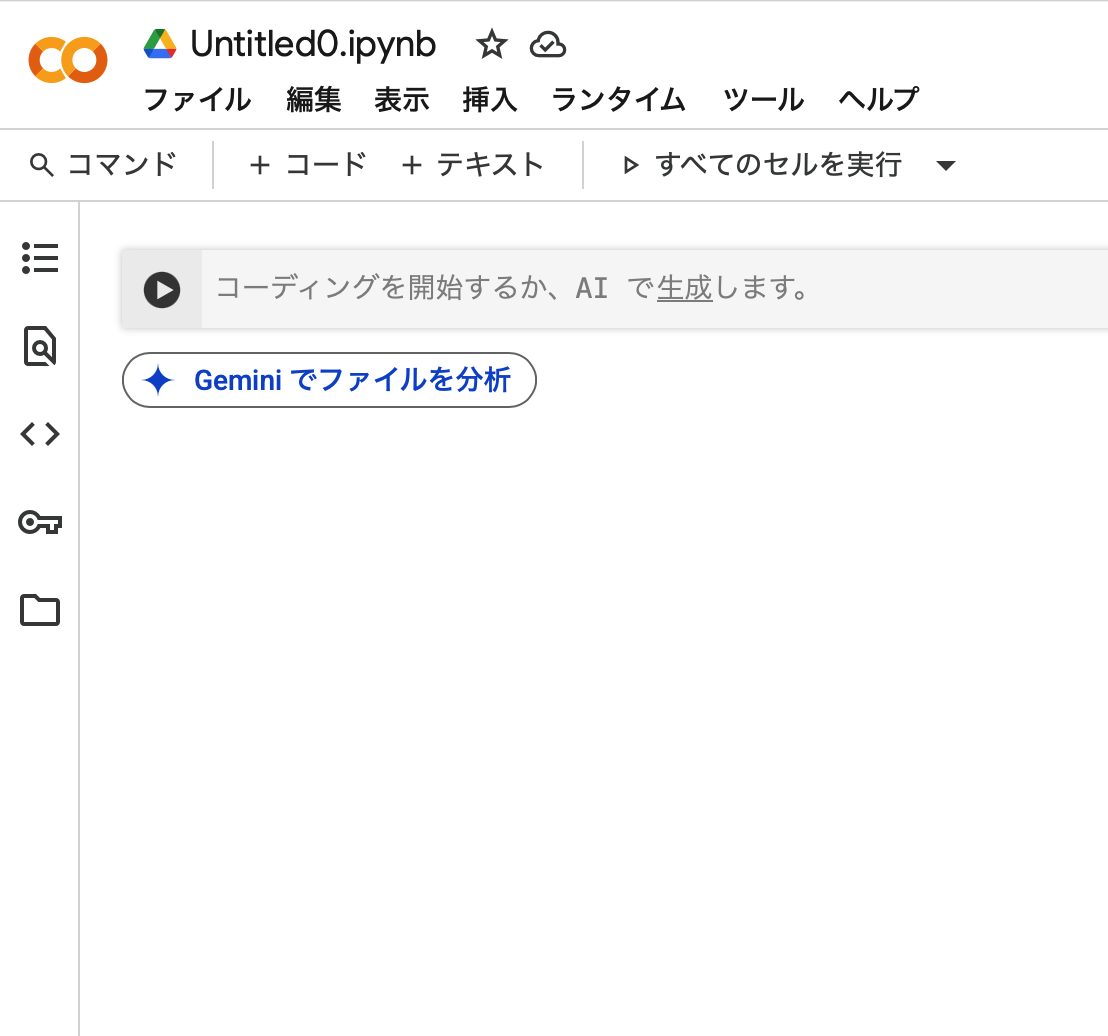 Untitled0.ipynb
ファイル 編集 表示 挿入 ランタイム ツール ヘルプ
コマンド + コード + テキスト すべてのセルを実行
コーディングを開始するか、AI で生成します。
Gemini でファイルを分析